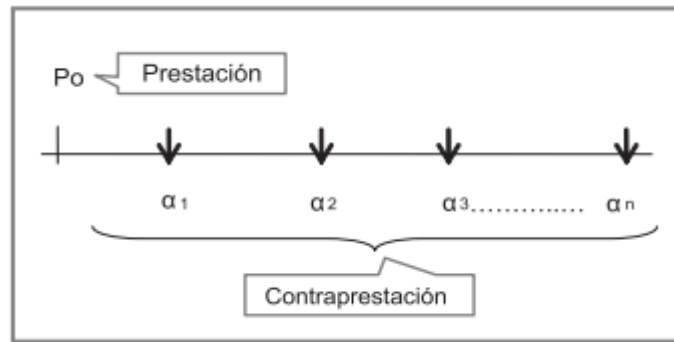 Po Prestación
α1 α2 α3.............. αn
Contraprestación